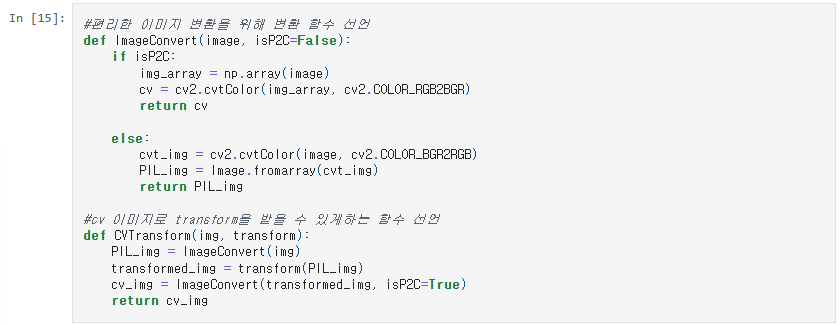 In [15]:
#편리한 이미지 변환을 위해 변환 함수 선언
def ImageConvert(image, isP2C=False):
    if isP2C:
        img_array = np.array(image)
        cv = cv2.cvtColor(img_array, cv2.COLOR_RGB2BGR)
        return cv

    else:
        cvt_img = cv2.cvtColor(image, cv2.COLOR_BGR2RGB)
        PIL_img = Image.fromarray(cvt_img)
        return PIL_img

#cv 이미지로 transform을 받을 수 있게하는 함수 선언
def CVTransform(img, transform):
    PIL_img = ImageConvert(img)
    transformed_img = transform(PIL_img)
    cv_img = ImageConvert(transformed_img, isP2C=True)
    return cv_img